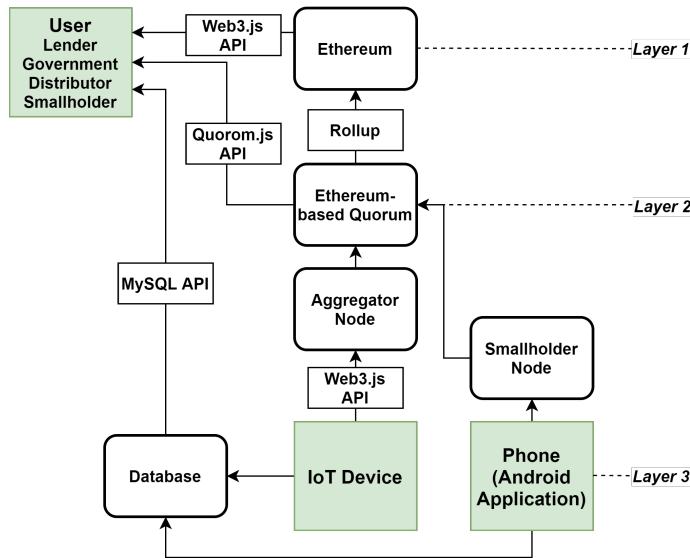 User
Lender
Government
Distributor
Smallholder
Web3.js
API
Ethereum
Layer 1
Quorom.js
API
Rollup
Ethereum-
based Quorum
Layer 2
MySQL API
Aggregator
Node
Smallholder
Node
Web3.js
API
Database
IoT Device
Phone
(Android
Application)
Layer 3